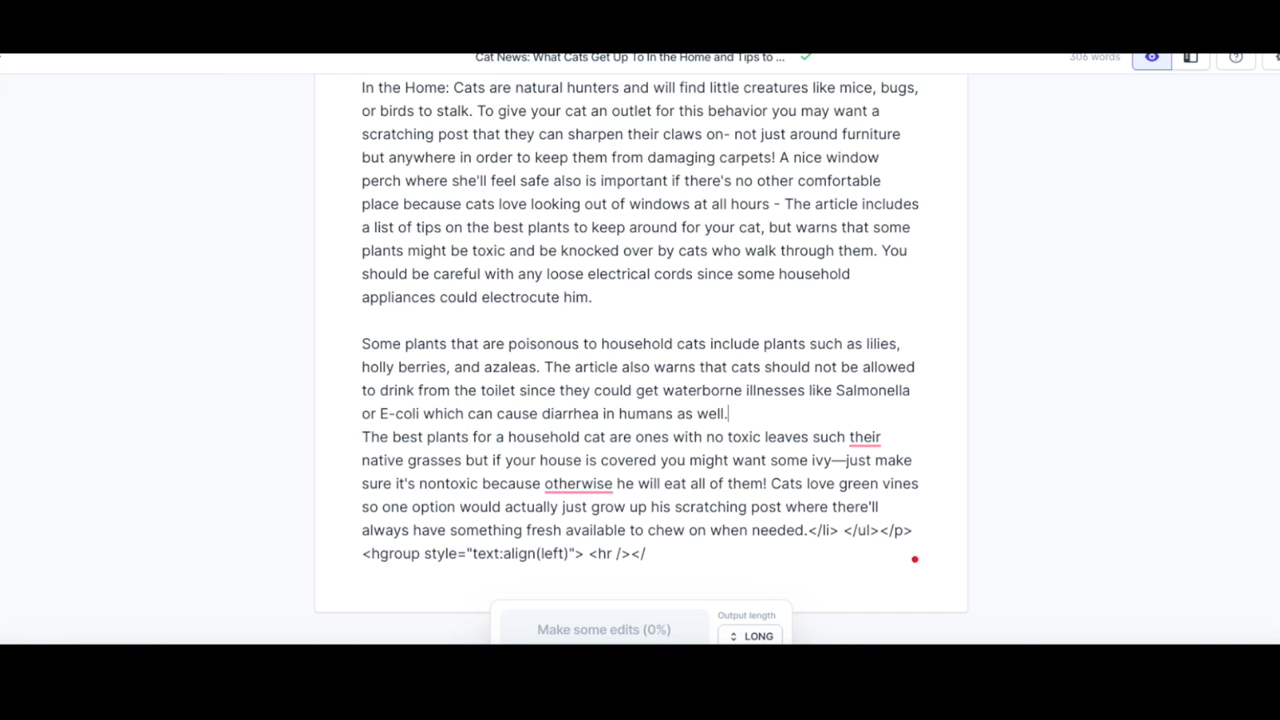 Cat News: What Cats Get Up To In the Home and Tips to ...
306 words
In the Home: Cats are natural hunters and will find little creatures like mice, bugs,
or birds to stalk. To give your cat an outlet for this behavior you may want a
scratching post that they can sharpen their claws on- not just around furniture
but anywhere in order to keep them from damaging carpets! A nice window
perch where she'll feel safe also is important if there's no other comfortable
place because cats love looking out of windows at all hours - The article includes
a list of tips on the best plants to keep around for your cat, but warns that some
plants might be toxic and be knocked over by cats who walk through them. You
should be careful with any loose electrical cords since some household
appliances could electrocute him.
Some plants that are poisonous to household cats include plants such as lilies,
holly berries, and azaleas. The article also warns that cats should not be allowed
to drink from the toilet since they could get waterborne illnesses like Salmonella
or E-coli which can cause diarrhea in humans as well.
The best plants for a household cat are ones with no toxic leaves such their
native grasses but if your house is covered you might want some ivy—just make
sure it's nontoxic because otherwise he will eat all of them! Cats love green vines
so one option would actually just grow up his scratching post where there'll
always have something fresh available to chew on when needed.</li> </ul></p>
<hgroup style="text:align(left)"> <hr /></
Make some edits (0%)
Output length
LONG